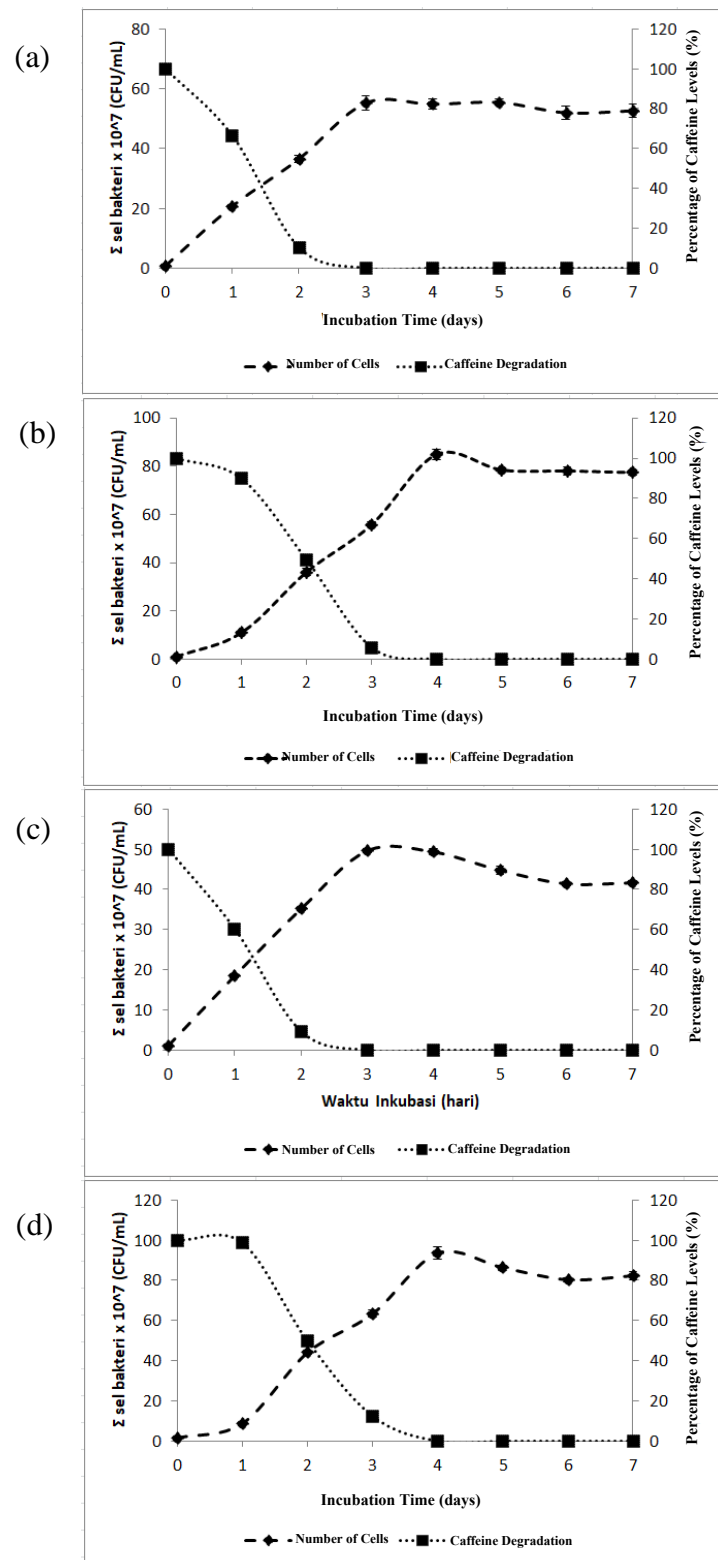 (a)
80
60
40
20
0
Σ sel bakteri x 10^7 (CFU/mL)
120
100
80
60
40
20
0
Percentage of Caffeine Levels (%)
0 1 2 3 4 5 6 7
Incubation Time (days)
Number of Cells Caffeine Degradation
(b)
100
80
60
40
20
0
Σ sel bakteri x 10^7 (CFU/mL)
120
100
80
60
40
20
0
Percentage of Caffeine Levels (%)
0 1 2 3 4 5 6 7
Incubation Time (days)
Number of Cells Caffeine Degradation
(c)
60
50
40
30
20
10
0
Σ sel bakteri x 10^7 (CFU/mL)
120
100
80
60
40
20
0
Percentage of Caffeine Levels (%)
0 1 2 3 4 5 6 7
Waktu Inkubasi (hari)
Number of Cells Caffeine Degradation
(d)
120
100
80
60
40
20
0
Σ sel bakteri x 10^7 (CFU/mL)
120
100
80
60
40
20
0
Percentage of Caffeine Levels (%)
0 1 2 3 4 5 6 7
Incubation Time (days)
Number of Cells Caffeine Degradation